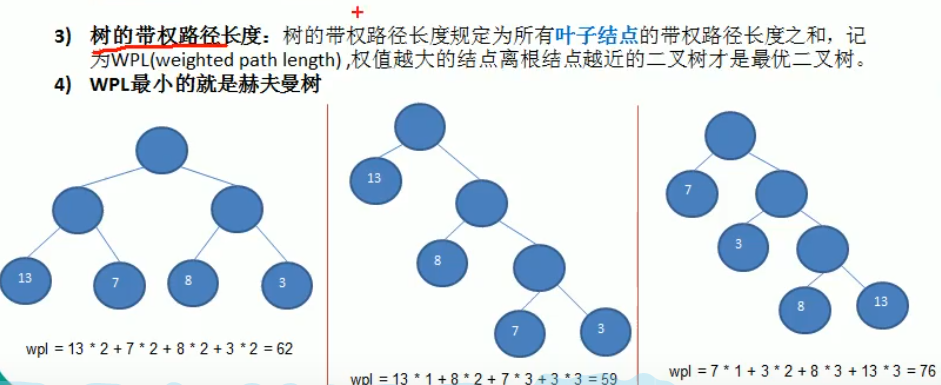 3) 树的带权路径长度：树的带权路径长度规定为所有叶子结点的带权路径长度之和，记
为WPL(weighted path length) ,权值越大的结点离根结点越近的二叉树才是最优二叉树。
4) WPL最小的就是赫夫曼树
13
7
8
3
wpl = 13 * 2 + 7 * 2 + 8 * 2 + 3 * 2 = 62
13
8
7
3
wpl = 13 * 1 + 8 * 2 + 7 * 3 + 3 * 3 = 59
7
3
8
13
wpl = 7 * 1 + 3 * 2 + 8 * 3 + 13 * 3 = 76